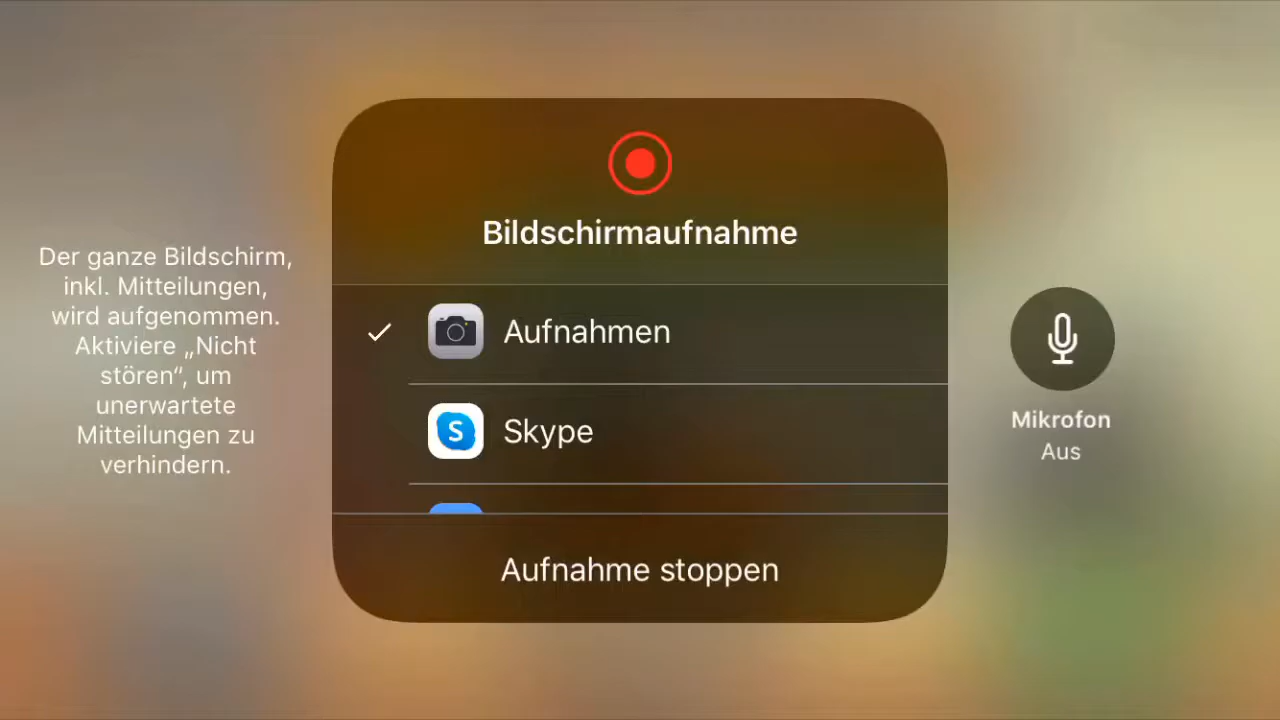 Bildschirmaufnahme
Der ganze Bildschirm,
inkl. Mitteilungen,
wird aufgenommen.
Aktiviere „Nicht
stören“, um
unerwartete
Mitteilungen zu
verhindern.
Aufnahmen
S Skype
Aufnahme stoppen
Mikrofon
Aus